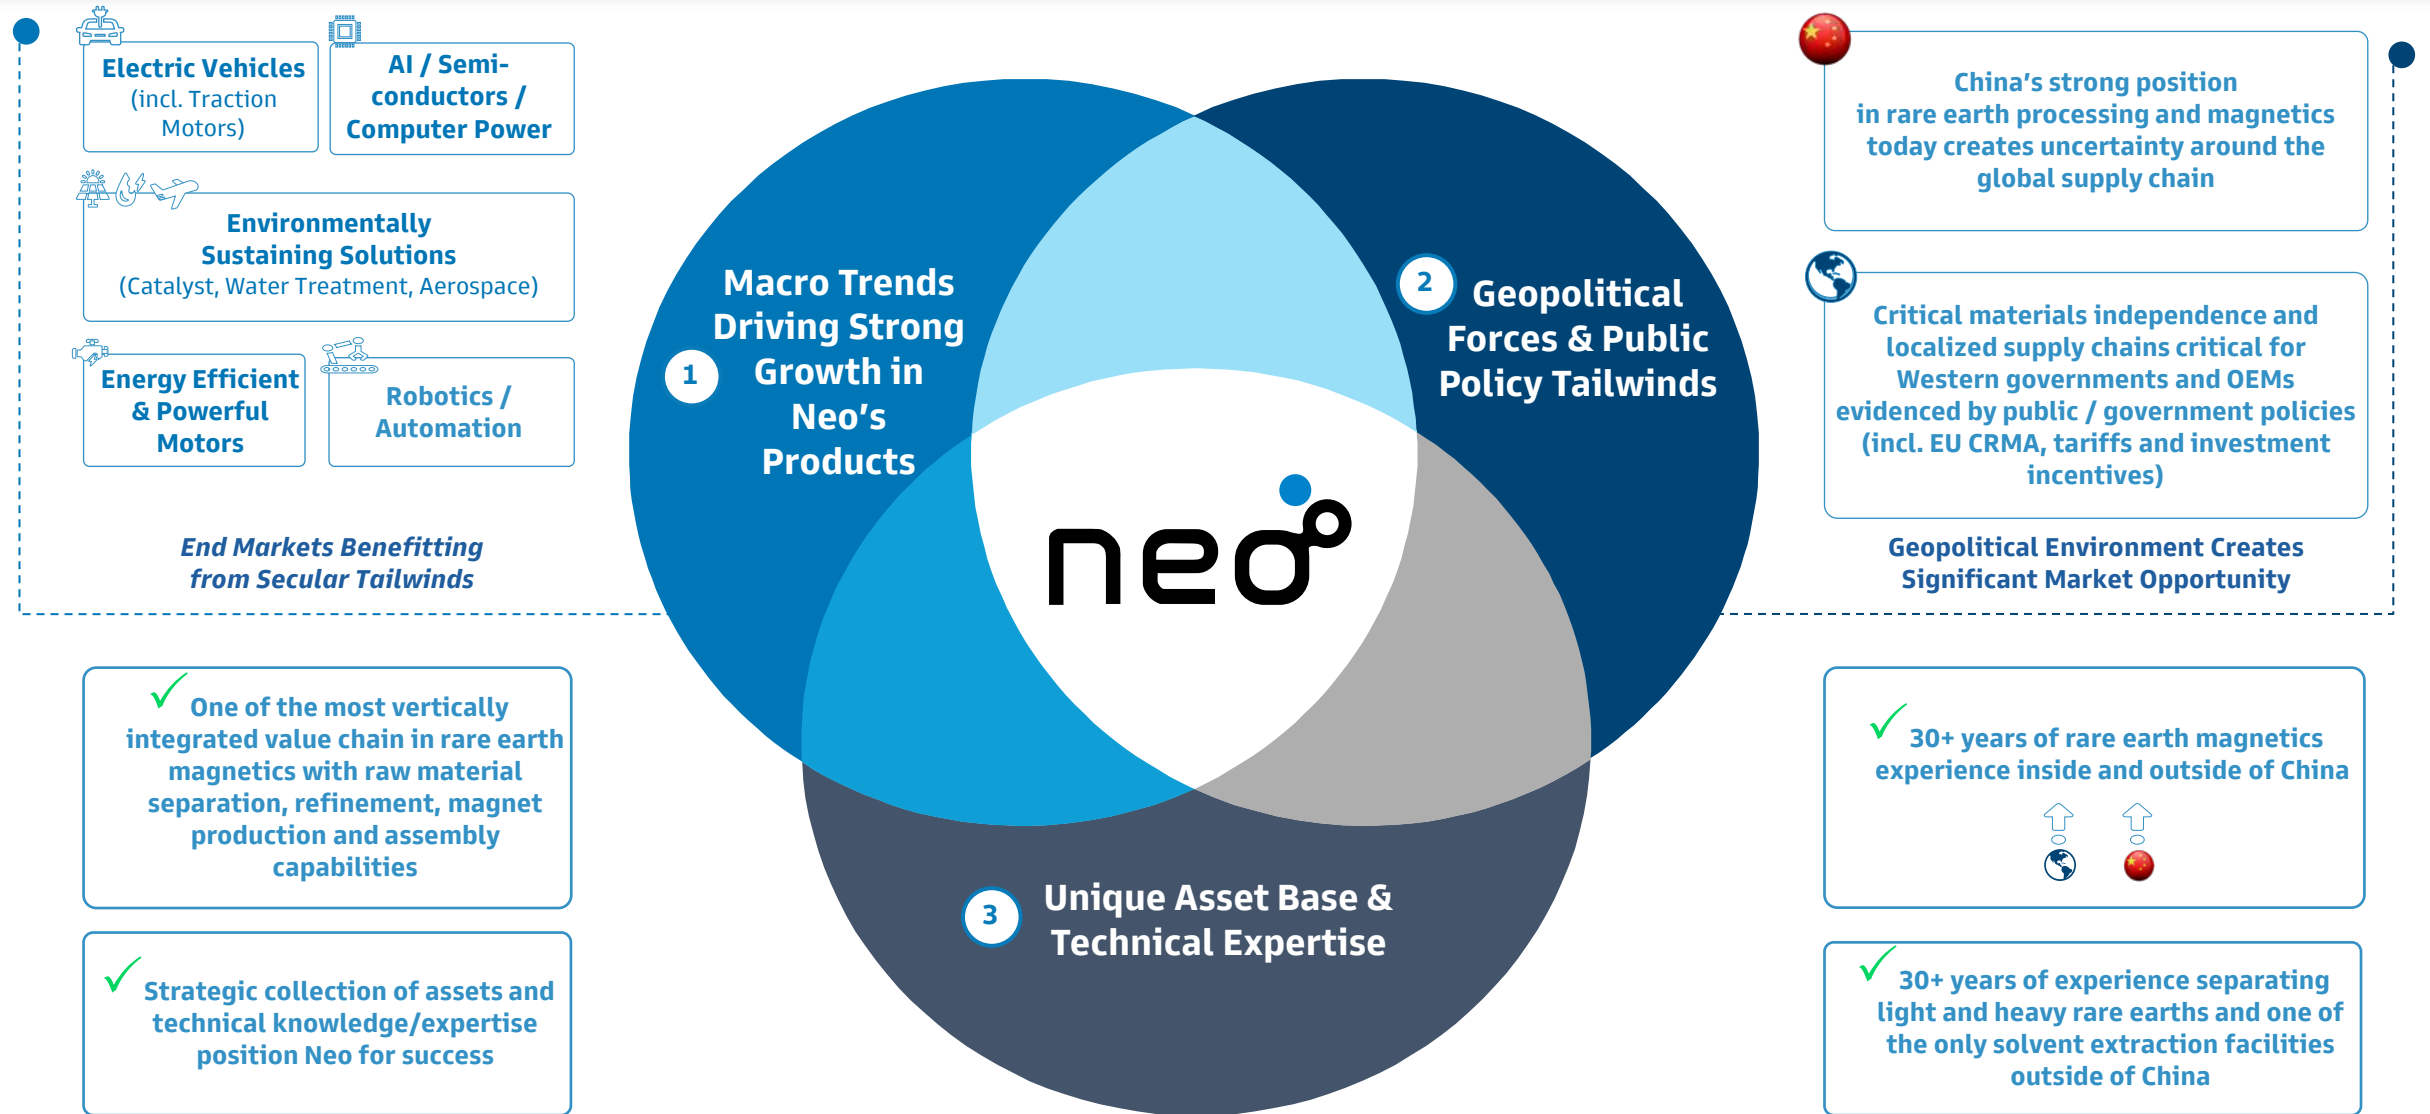 Electric Vehicles
(incl. Traction
Motors)
AI / Semi-
conductors /
Computer Power
Environmentally
Sustaining Solutions
(Catalyst, Water Treatment, Aerospace)
Energy Efficient
& Powerful
Motors
Robotics /
Automation
End Markets Benefitting
from Secular Tailwinds
1
Macro Trends
Driving Strong
Growth in
Neo's
Products
2
Geopolitical
Forces & Public
Policy Tailwinds
neo
3
Unique Asset Base &
Technical Expertise
China's strong position
in rare earth processing and magnetics
today creates uncertainty around the
global supply chain
Critical materials independence and
localized supply chains critical for
Western governments and OEMs
evidenced by public / government policies
(incl. EU CRMA, tariffs and investment
incentives)
Geopolitical Environment Creates
Significant Market Opportunity
One of the most vertically
integrated value chain in rare earth
magnetics with raw material
separation, refinement, magnet
production and assembly
capabilities
Strategic collection of assets and
technical knowledge/expertise
position Neo for success
30+ years of rare earth magnetics
experience inside and outside of China
30+ years of experience separating
light and heavy rare earths and one of
the only solvent extraction facilities
outside of China